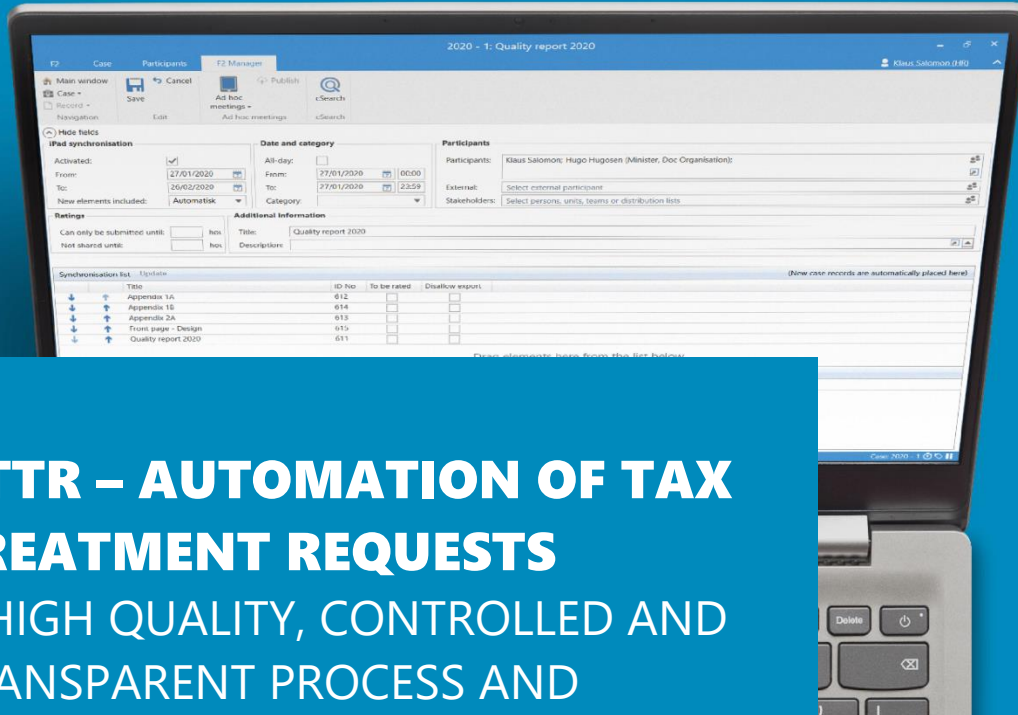 2020 - 1: Quality report 2020
F2 Case Participants F2 Manager
Klaus Salomon (HR)
Main window
Case
Record
Navigation
Save
Cancel
Edit
Ad hoc
meetings
Publish
Ad hoc meetings
cSearch
cSearch
Hide fields
iPad synchronisation
Activated:
From: 27/01/2020
To: 26/02/2020
New elements included: Automatisk
Date and category
All-day:
From: 27/01/2020 00:00
To: 27/01/2020 23:59
Category:
Participants
Participants: Klaus Salomon; Hugo Hugosen (Minister, Doc Organisation);
External: Select external participant
Stakeholders: Select persons, units, teams or distribution lists
Ratings
Can only be submitted until: hou
Not shared until: hou
Additional information
Title: Quality report 2020
Description:
Synchronisation list Update (New case records are automatically placed here)
Title ID No To be rated Disallow export
Appendix 1A 612
Appendix 1B 614
Appendix 2A 613
Front page - Design 615
Quality report 2020 611
Drag elements here from the list below
Case: 2020 - 1
TTR – AUTOMATION OF TAX
REATMENT REQUESTS
HIGH QUALITY, CONTROLLED AND
ANSPARENT PROCESS AND
Delete